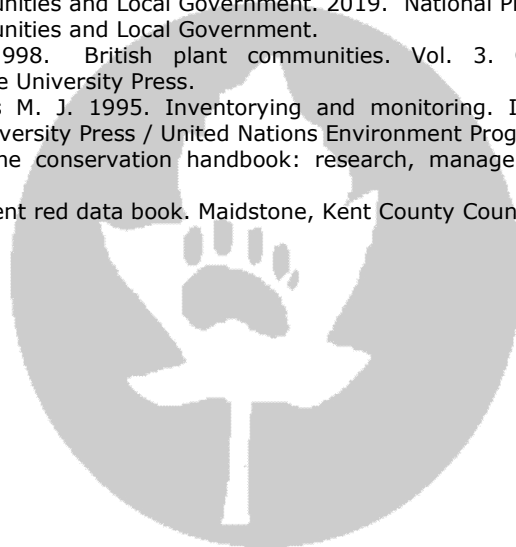 unities and Local Government. 2019. National P
unities and Local Government.
998. British plant communities. Vol. 3.
e University Press.
s M. J. 1995. Inventorying and monitoring. I
versity Press / United Nations Environment Prog
ne conservation handbook: research, manage
ent red data book. Maidstone, Kent County Coun